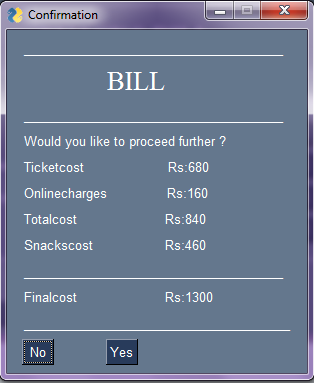 Confirmation
BILL
Would you like to proceed further ?
Ticketcost Rs:680
Onlinecharges Rs:160
Totalcost Rs:840
Snackscost Rs:460
Finalcost Rs:1300
No Yes